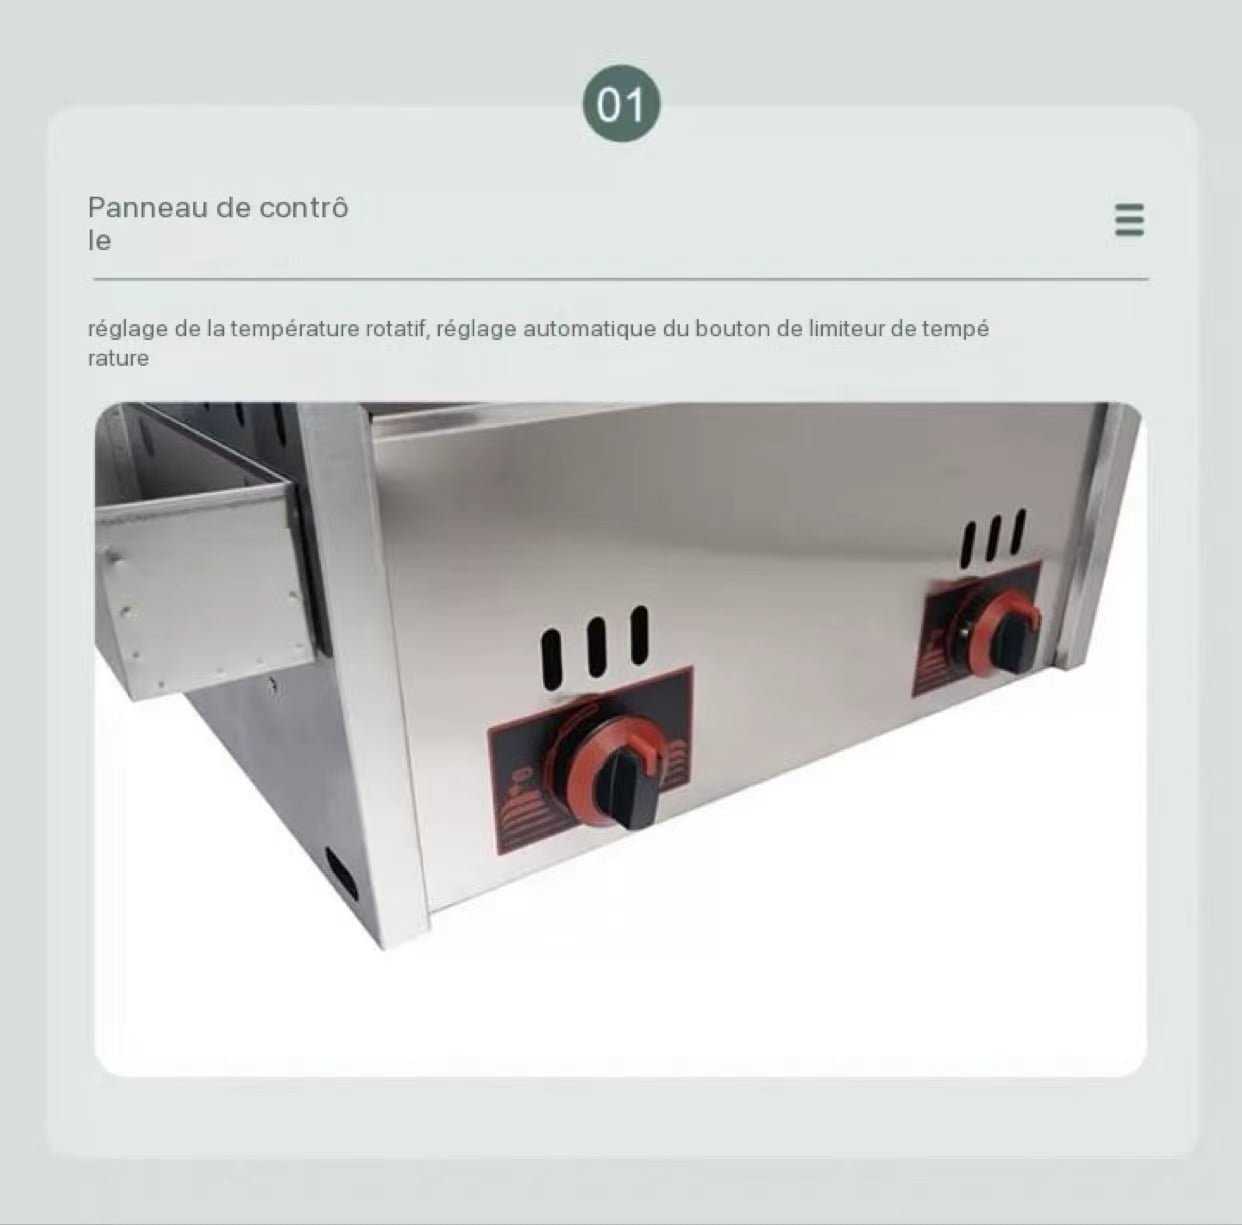 01
Panneau de contrô
le
réglage de la température rotatif, réglage automatique du bouton de limiteur de tempé
rature